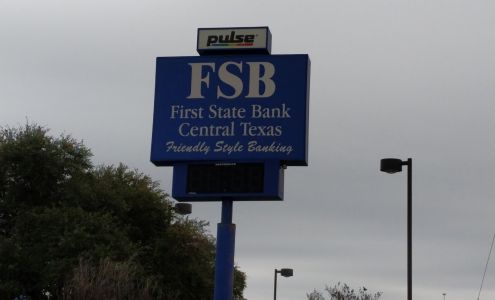 pulse
FSB
First State Bank
Central Texas
Friendly Style Banking